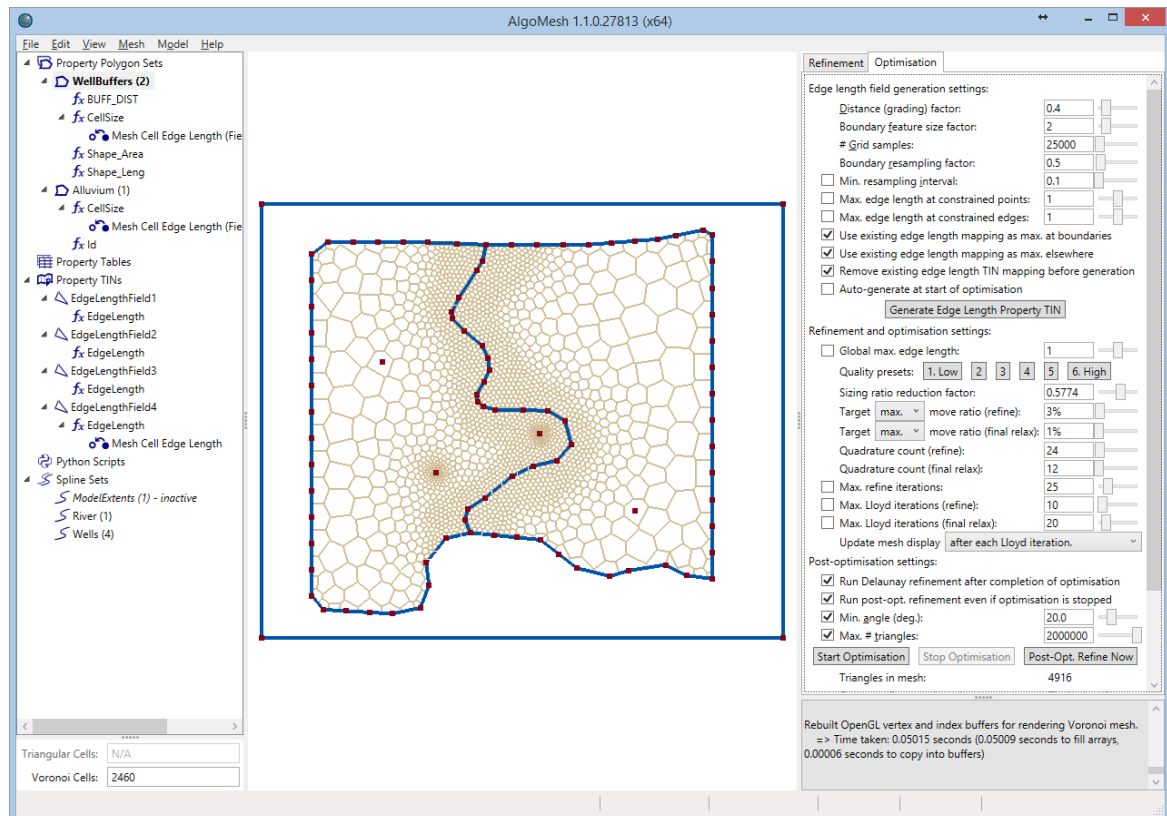 AlgoMesh 1.1.0.27813 (x64)
File Edit View Mesh Model Help
Property Polygon Sets
WellBuffers (2)
fx BUFF_DIST
fx CellSize
Mesh Cell Edge Length (Fie
fx Shape_Area
fx Shape_Leng
Alluvium (1)
fx CellSize
Mesh Cell Edge Length (Fie
fx Id
Property Tables
Property TINs
EdgeLengthField1
fx EdgeLength
EdgeLengthField2
fx EdgeLength
EdgeLengthField3
fx EdgeLength
EdgeLengthField4
fx EdgeLength
Mesh Cell Edge Length
Python Scripts
Spline Sets
ModelExtents (1) - inactive
River (1)
Wells (4)
Triangular Cells: N/A
Voronoi Cells: 2460
Refinement Optimisation
Edge length field generation settings:
Distance (grading) factor: 0.4
Boundary feature size factor: 2
# Grid samples: 25000
Boundary resampling factor: 0.5
Min. resampling interval: 0.1
Max. edge length at constrained points: 1
Max. edge length at constrained edges: 1
Use existing edge length mapping as max. at boundaries
Use existing edge length mapping as max. elsewhere
Remove existing edge length TIN mapping before generation
Auto-generate at start of optimisation
Generate Edge Length Property TIN
Refinement and optimisation settings:
Global max. edge length: 1
Quality presets: 1. Low 2 3 4 5 6. High
Sizing ratio reduction factor: 0.5774
Target max. move ratio (refine): 3%
Target max. move ratio (final relax): 1%
Quadrature count (refine): 24
Quadrature count (final relax): 12
Max. refine iterations: 25
Max. Lloyd iterations (refine): 10
Max. Lloyd iterations (final relax): 20
Update mesh display after each Lloyd iteration.
Post-optimisation settings:
Run Delaunay refinement after completion of optimisation
Run post-opt. refinement even if optimisation is stopped
Min. angle (deg.): 20.0
Max. # triangles: 2000000
Start Optimisation Stop Optimisation Post-Opt. Refine Now
Triangles in mesh: 4916
Rebuilt OpenGL vertex and index buffers for rendering Voronoi mesh.
=> Time taken: 0.05015 seconds (0.05009 seconds to fill arrays,
0.00006 seconds to copy into buffers)